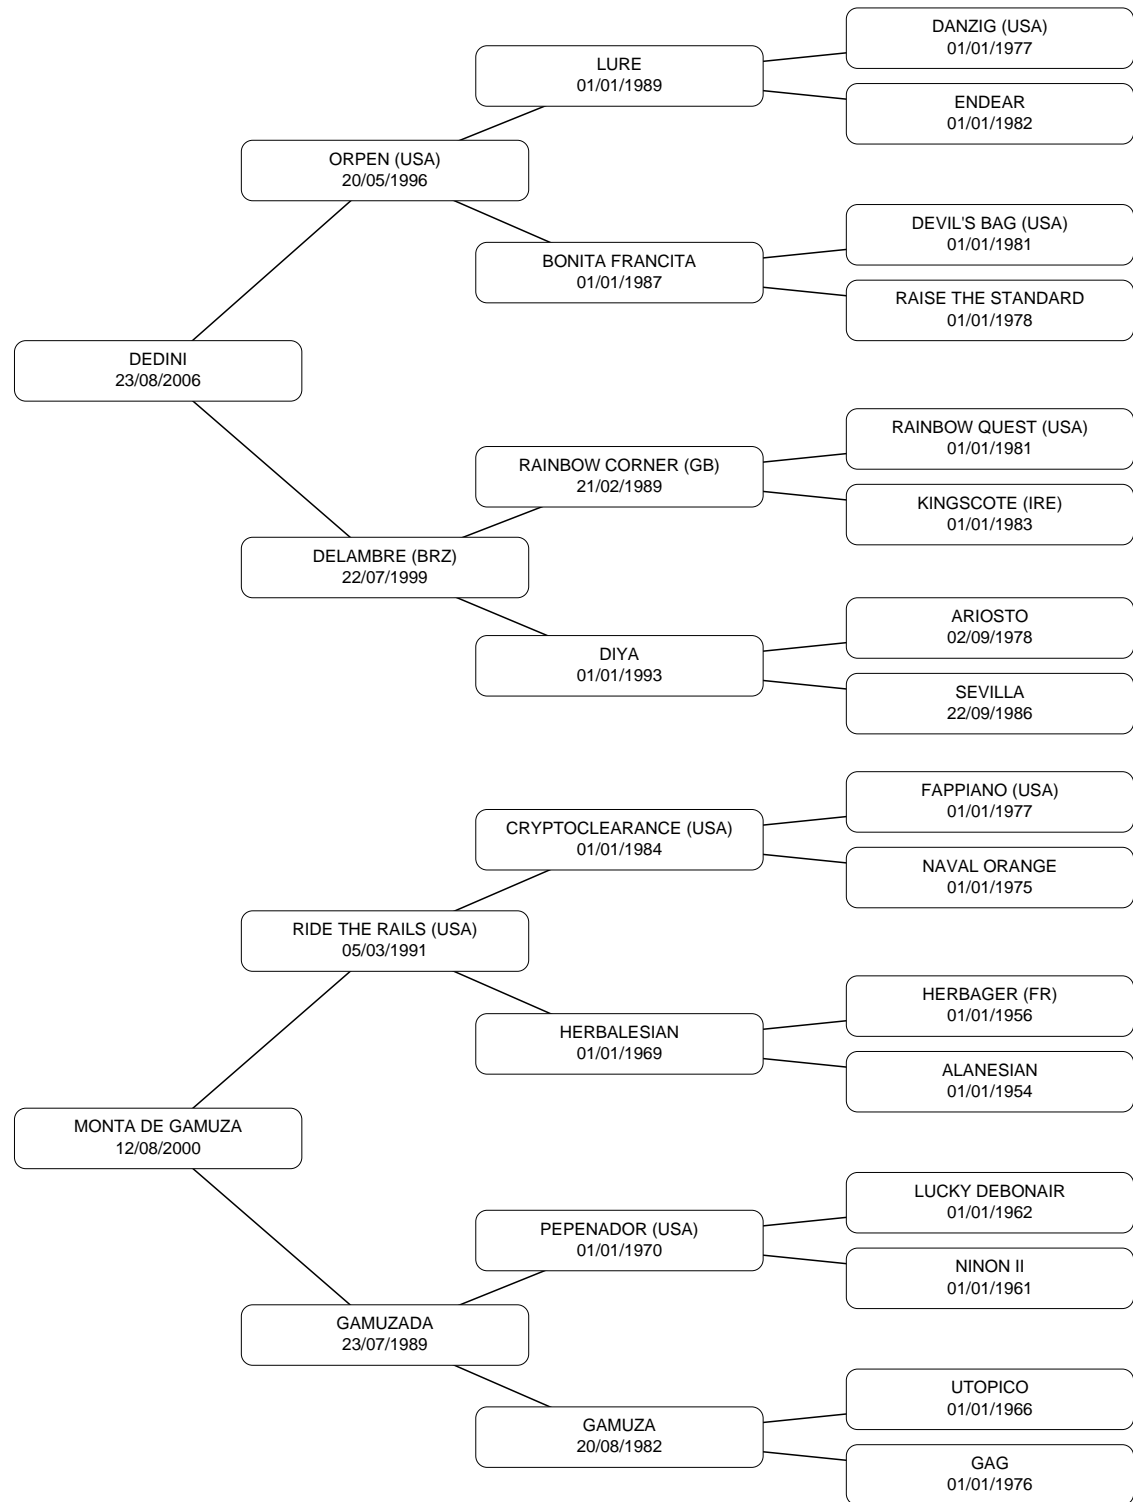 DANZIG (USA)
01/01/1977
LURE
01/01/1989
ENDEAR
01/01/1982
ORPEN (USA)
20/05/1996
DEVIL'S BAG (USA)
01/01/1981
BONITA FRANCITA
01/01/1987
RAISE THE STANDARD
01/01/1978
DEDINI
23/08/2006
RAINBOW QUEST (USA)
01/01/1981
RAINBOW CORNER (GB)
21/02/1989
KINGSCOTE (IRE)
01/01/1983
DELAMBRE (BRZ)
22/07/1999
ARIOSTO
02/09/1978
DIYA
01/01/1993
SEVILLA
22/09/1986
FAPPIANO (USA)
01/01/1977
CRYPTOCLEARANCE (USA)
01/01/1984
NAVAL ORANGE
01/01/1975
RIDE THE RAILS (USA)
05/03/1991
HERBAGER (FR)
01/01/1956
HERBALESIAN
01/01/1969
ALANESIAN
01/01/1954
MONTA DE GAMUZA
12/08/2000
LUCKY DEBONAIR
01/01/1962
PEPENADOR (USA)
01/01/1970
NINON II
01/01/1961
GAMUZADA
23/07/1989
UTOPICO
01/01/1966
GAMUZA
20/08/1982
GAG
01/01/1976